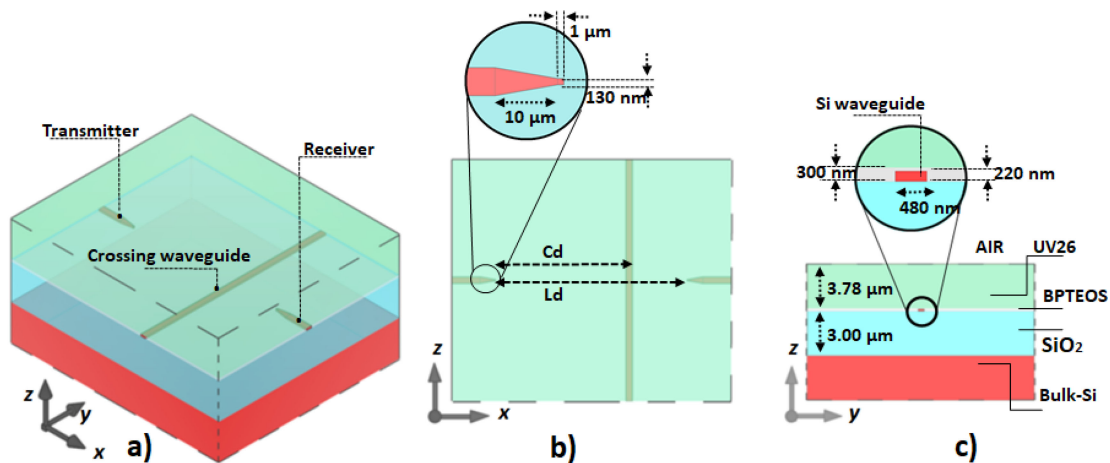 Transmitter
Receiver
Crossing waveguide
z
y
x
a)
1 µm
130 nm
10 µm
Cd
Ld
z
x
b)
Si waveguide
300 nm
220 nm
480 nm
AIR
UV26
3.78 µm
BPTEOS
3.00 µm
SiO₂
Bulk-Si
z
y
c)